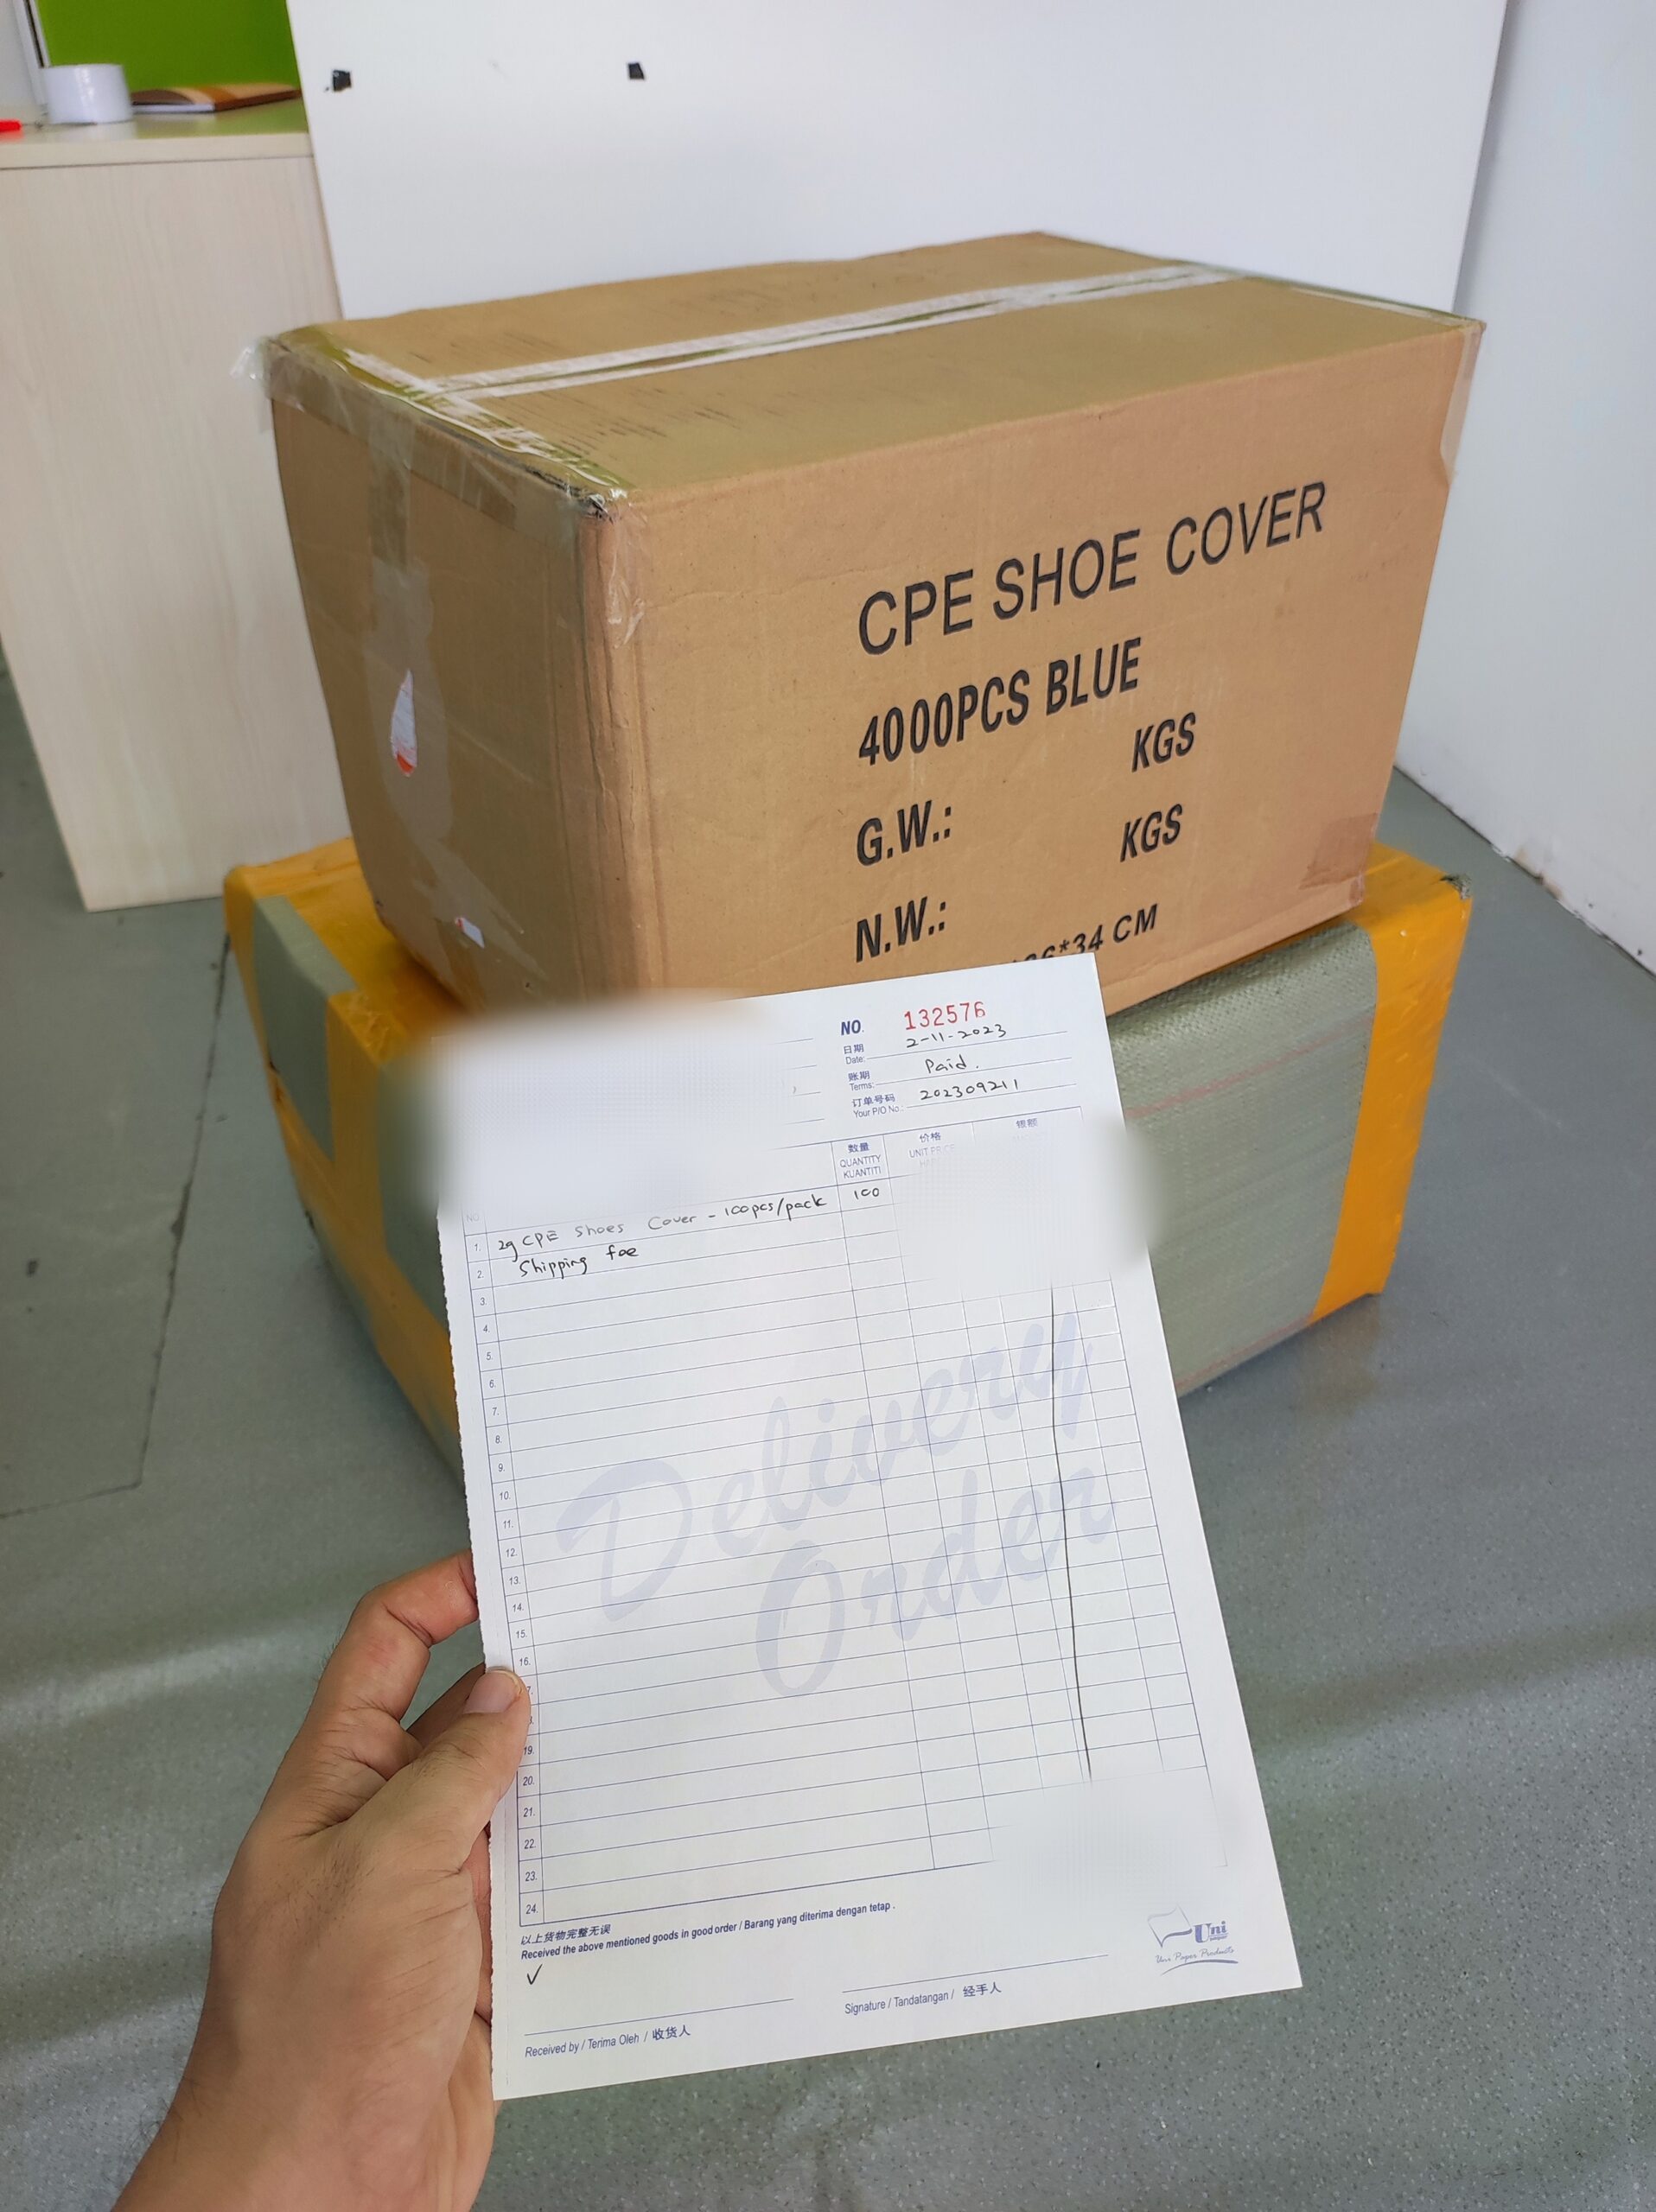 CPE SHOE COVER
4000PCS BLUE
G.W.: KGS
N.W.: KGS
*34 CM
NO. 132576
日期
Date: 2-11-2023
账期
Terms: Paid.
订单号码
Your P/O No.: 202309211
数量 价格 银额
QUANTITY UNIT
KUANTITI
NO
1. 2g CPE Shoes Cover - 100pcs/pack 100
2. Shipping fee
3.
4.
5.
6.
7.
8.
9.
10.
11.
12.
13.
14.
15.
16.
19.
20.
21.
22.
23.
24.
Delivery
Order
以上货物完整无误
Received the above mentioned goods in good order / Barang yang diterima dengan tetap .
Received by / Terima Oleh / 收货人
Signature / Tandatangan / 经手人
Uni
Uni Paper Products